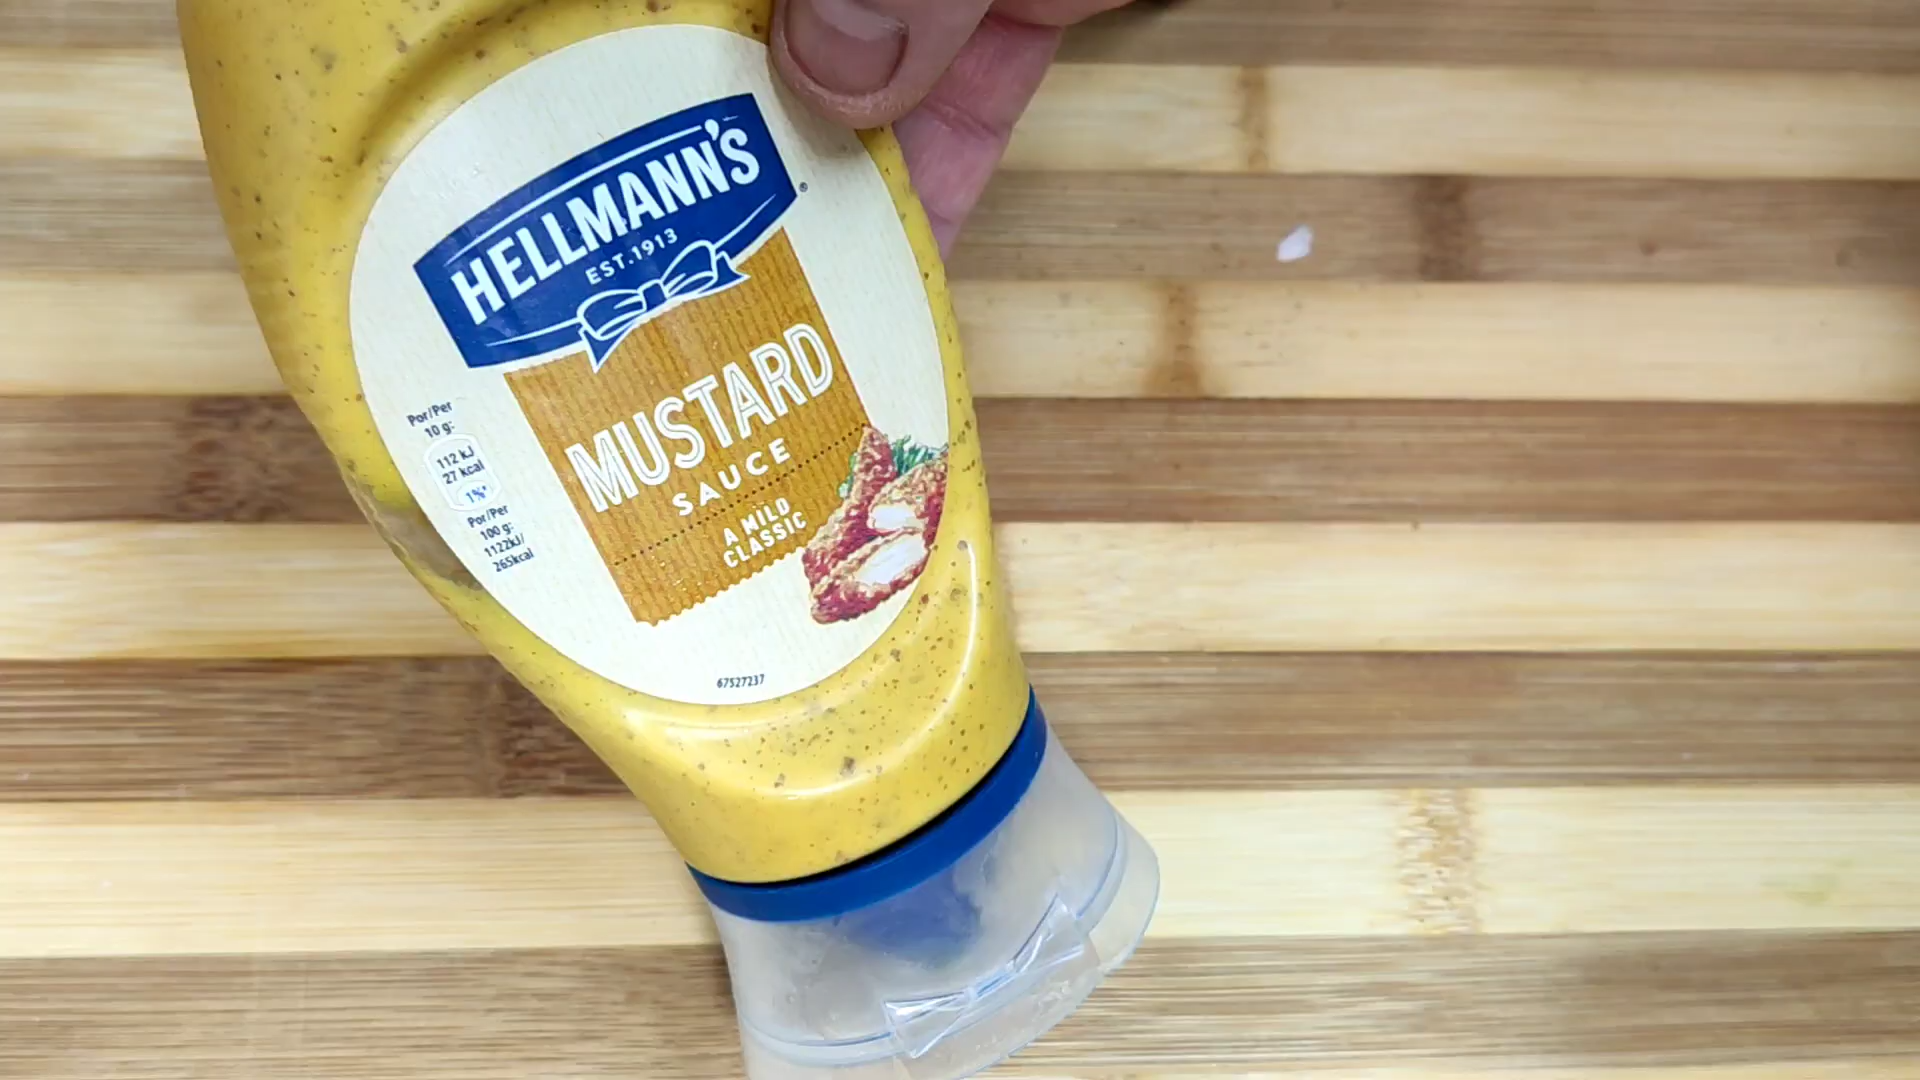 HELLMANN'S®
EST.1913
MUSTARD
SAUCE
A MILD
CLASSIC
Por/Per
10 g:
112 kJ
27 kcal
1%*
Por/Per
100 g:
1122kJ/
265kcal
67527237